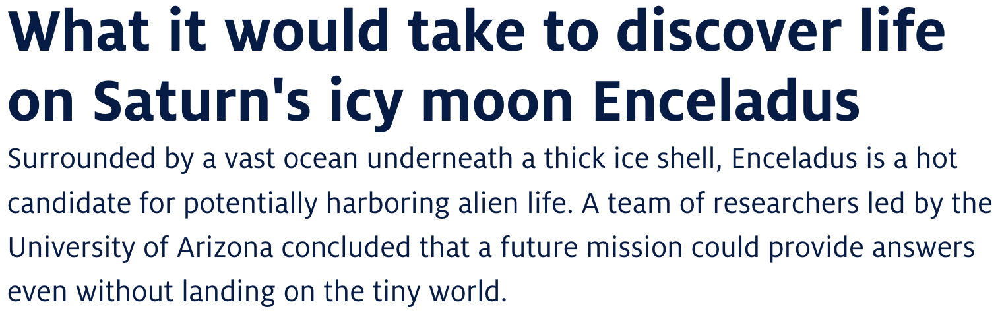 What it would take to discover life
on Saturn's icy moon Enceladus
Surrounded by a vast ocean underneath a thick ice shell, Enceladus is a hot
candidate for potentially harboring alien life. A team of researchers led by the
University of Arizona concluded that a future mission could provide answers
even without landing on the tiny world.